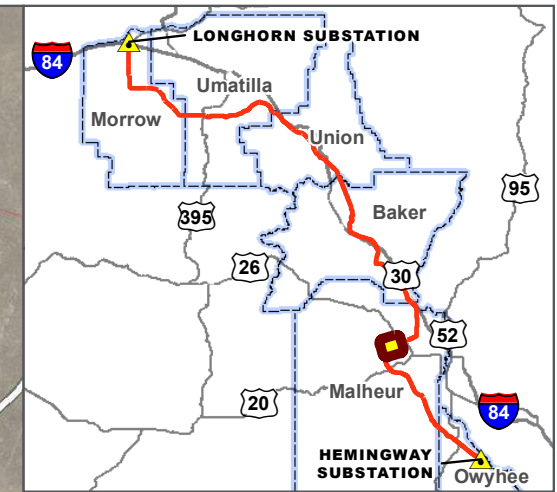 LONGHORN SUBSTATION
84
Umatilla
Morrow
Union
95
Baker
395
26
30
52
Malheur
20
84
HEMINGWAY
SUBSTATION
Owyhee